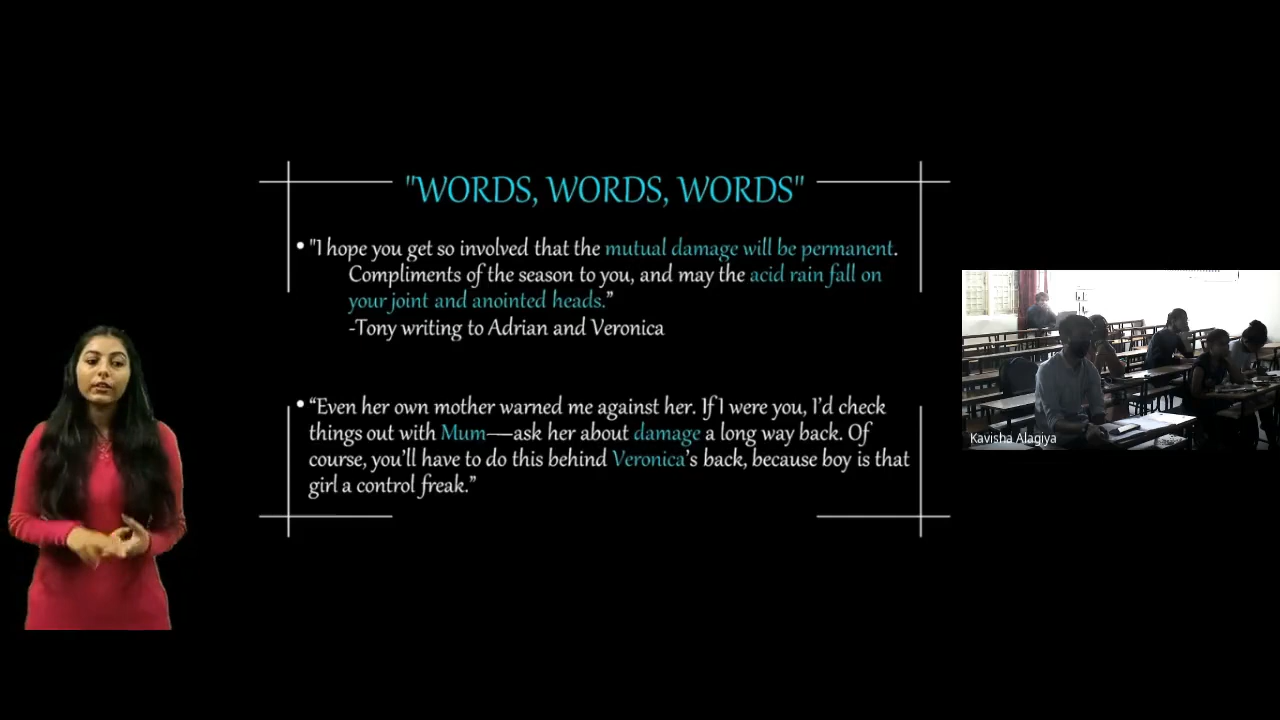 "WORDS, WORDS, WORDS"
• "I hope you get so involved that the mutual damage will be permanent.
Compliments of the season to you, and may the acid rain fall on
your joint and anointed heads.”
-Tony writing to Adrian and Veronica
• “Even her own mother warned me against her. If I were you, I’d check
things out with Mum—–ask her about damage a long way back. Of
course, you’ll have to do this behind Veronica’s back, because boy is that
girl a control freak.”
Kavisha Alagiya